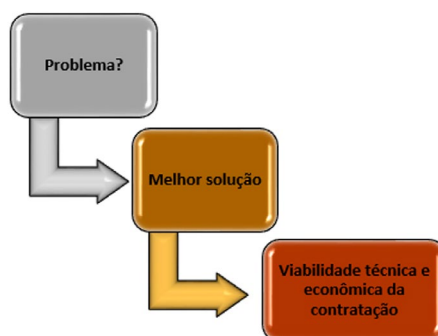 Problema?
Melhor solução
Viabilidade técnica e
econômica da
contratação